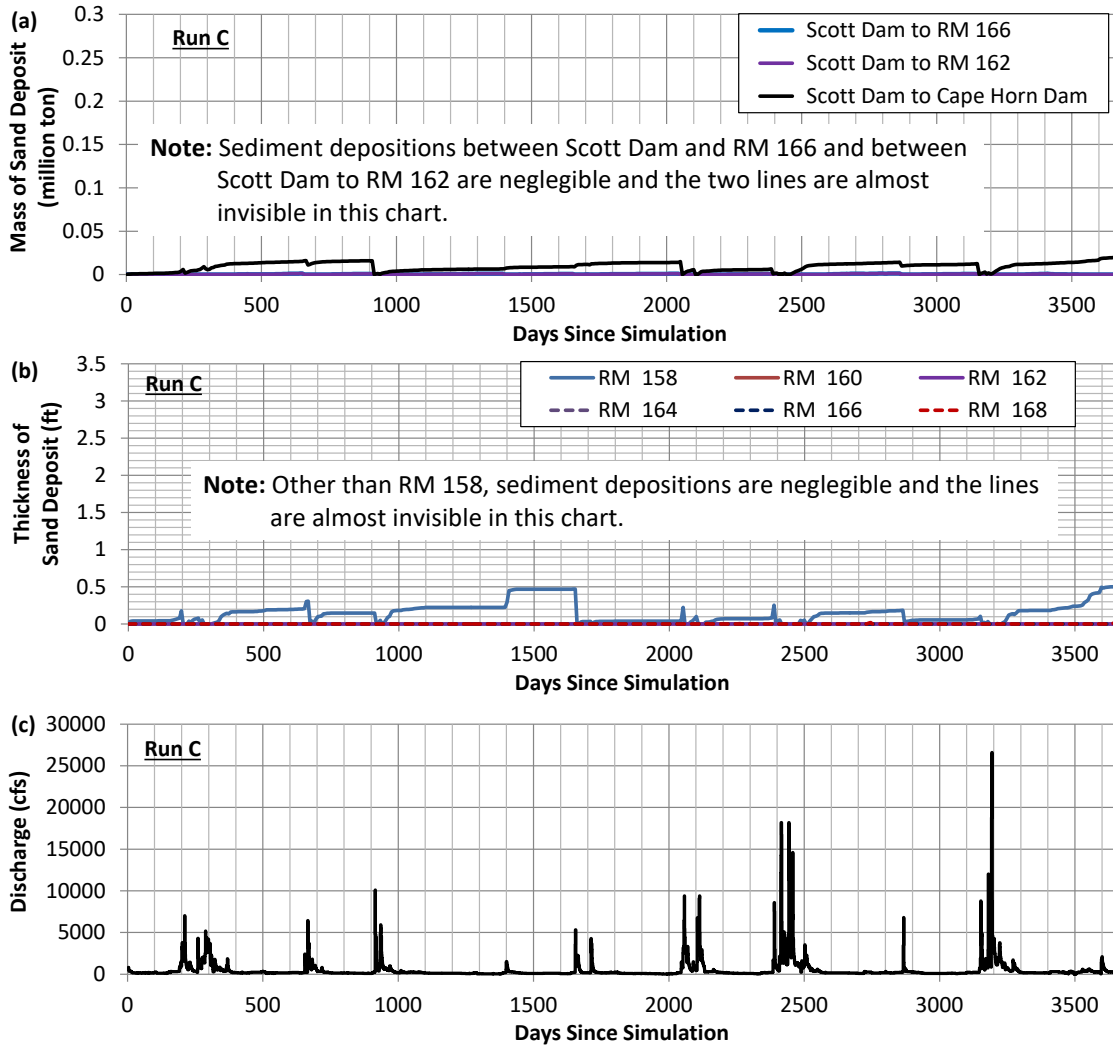 (a)
Run C
Scott Dam to RM 166
Scott Dam to RM 162
Scott Dam to Cape Horn Dam
Note: Sediment depositions between Scott Dam and RM 166 and between
Scott Dam to RM 162 are neglegible and the two lines are almost
invisible in this chart.
Mass of Sand Deposit
(million ton)
0.3
0.25
0.2
0.15
0.1
0.05
0
0 500 1000 1500 2000 2500 3000 3500
Days Since Simulation
(b)
Run C
RM 158 RM 160 RM 162
RM 164 RM 166 RM 168
Note: Other than RM 158, sediment depositions are neglegible and the lines
are almost invisible in this chart.
Thickness of
Sand Deposit (ft)
3.5
3
2.5
2
1.5
1
0.5
0
0 500 1000 1500 2000 2500 3000 3500
Days Since Simulation
(c)
Run C
Discharge (cfs)
30000
25000
20000
15000
10000
5000
0
0 500 1000 1500 2000 2500 3000 3500
Days Since Simulation